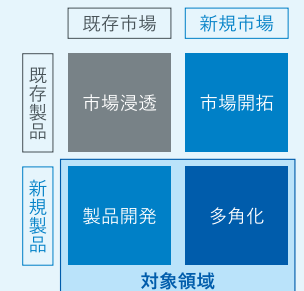 既存市場
新規市場
既存製品
市場浸透
市場開拓
新規製品
製品開発
多角化
対象領域